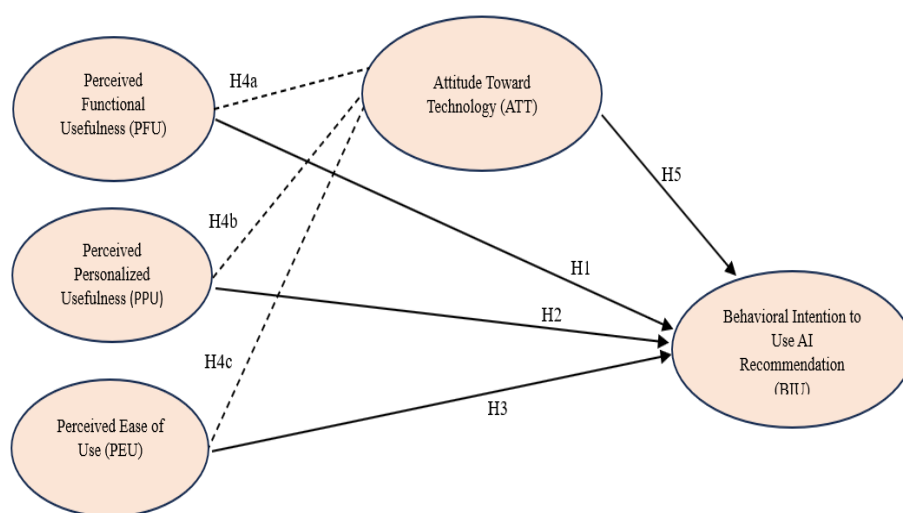 Perceived
Functional
Usefulness (PFU)
H4a
Attitude Toward
Technology (ATT)
H5
H4b
Perceived
Personalized
Usefulness (PPU)
H1
H2
Behavioral Intention to
Use AI
Recommendation
(BIU)
H4c
Perceived Ease of
Use (PEU)
H3